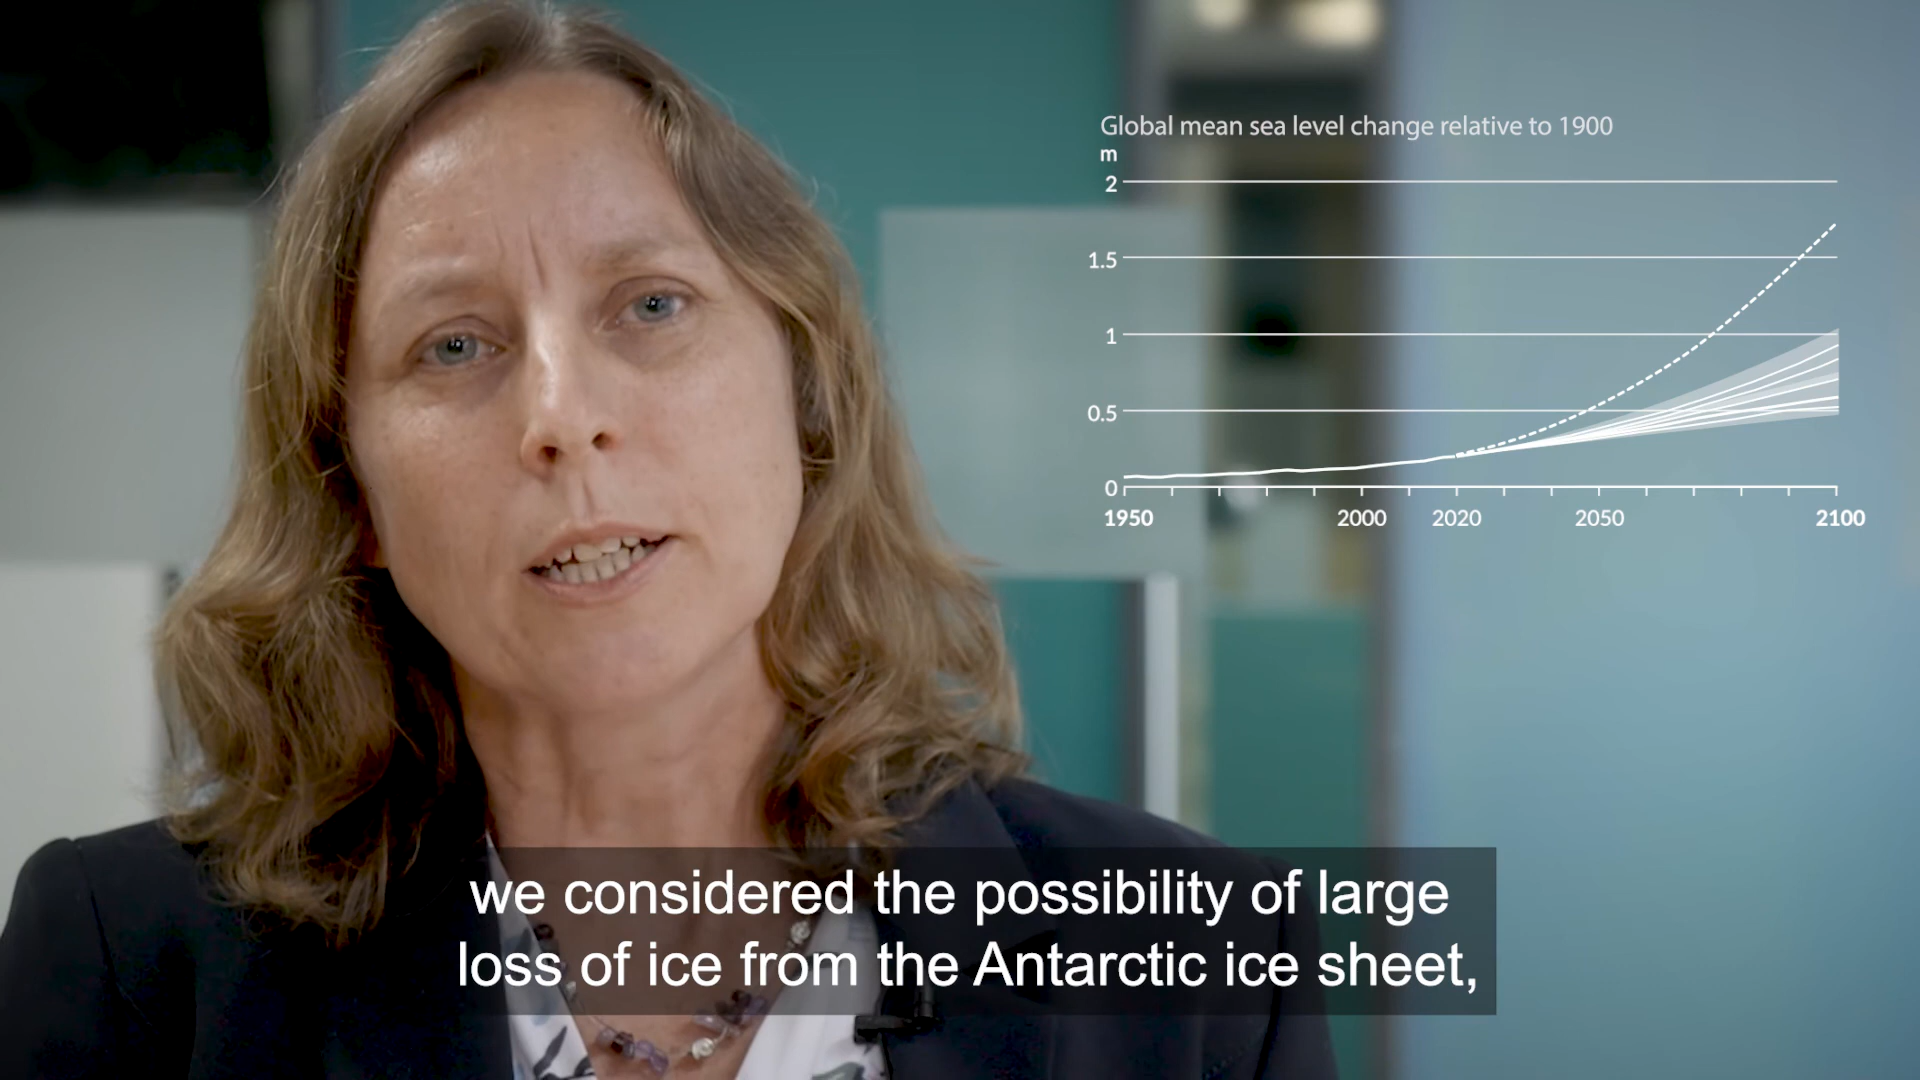 Global mean sea level change relative to 1900
m
2
1.5
1
0.5
0
1950 2000 2020 2050 2100
we considered the possibility of large
loss of ice from the Antarctic ice sheet,